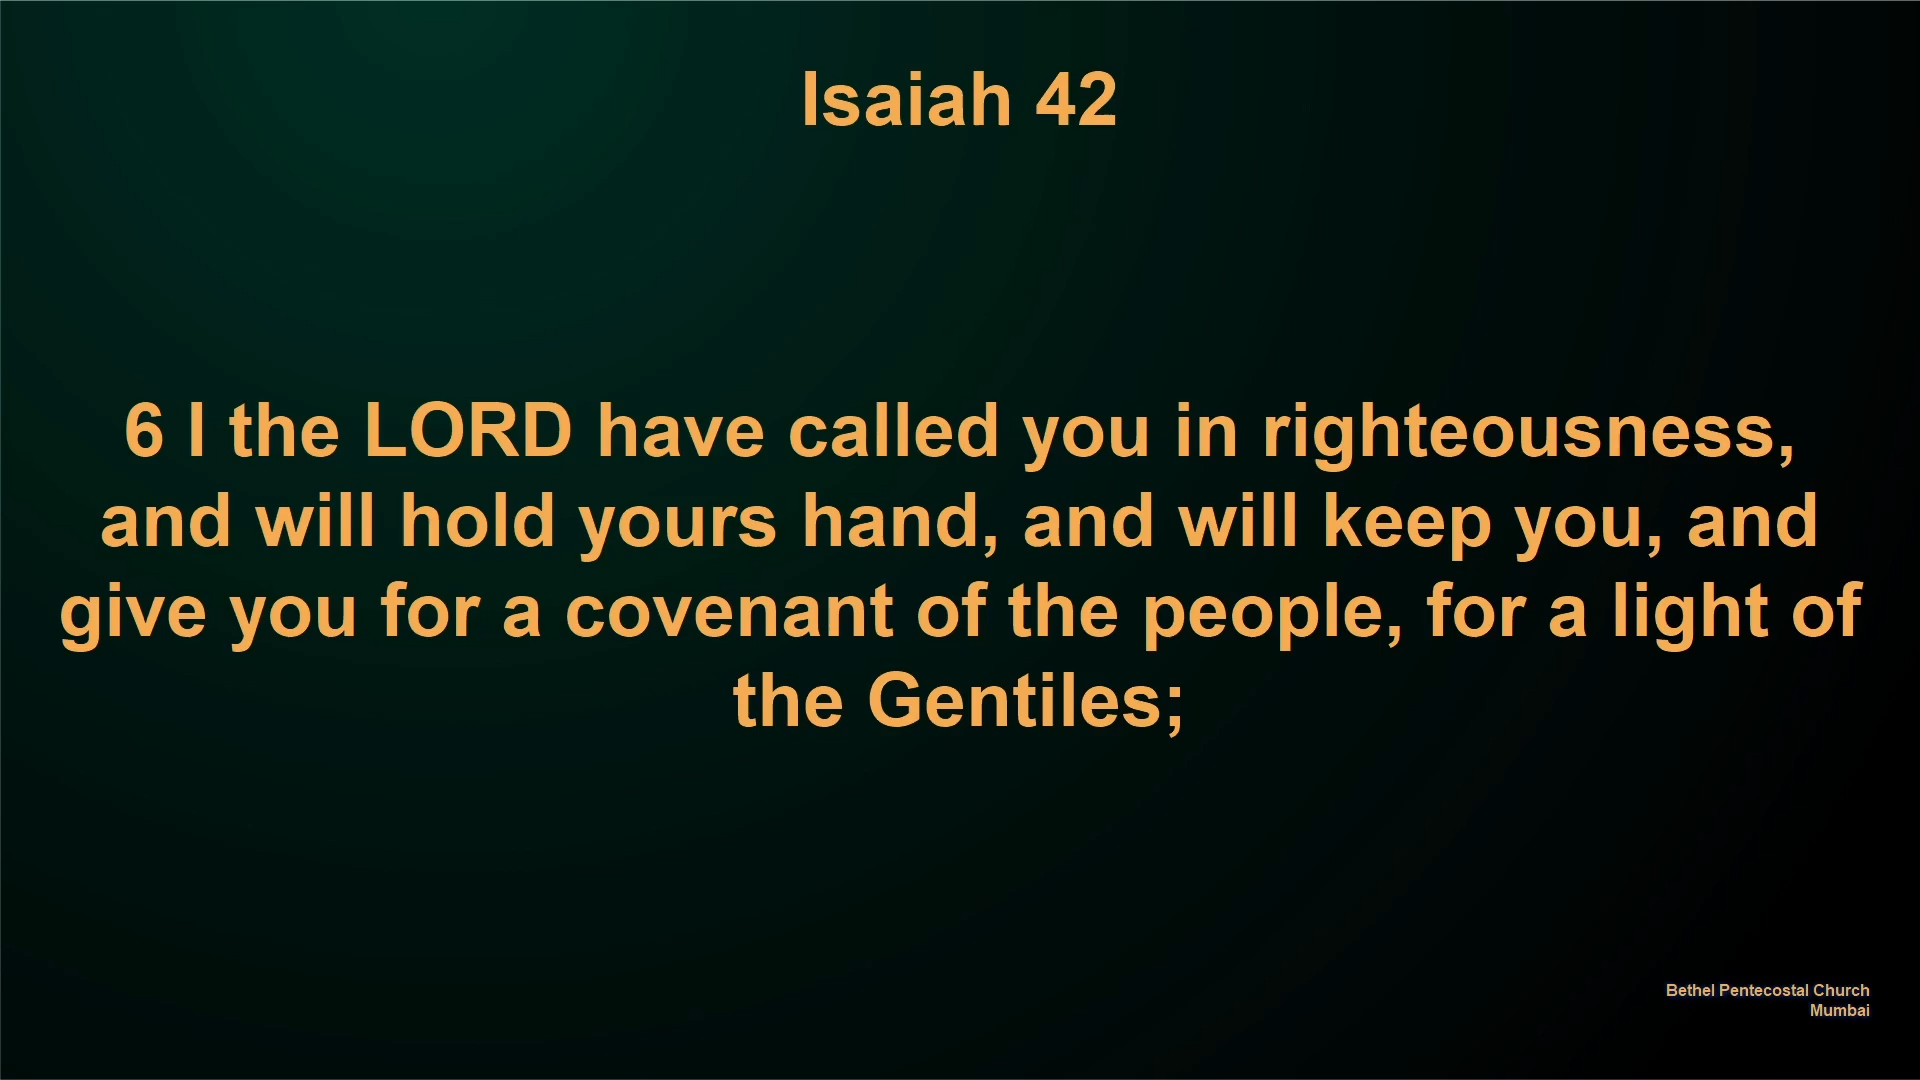 Isaiah 42
6 I the LORD have called you in righteousness,
and will hold yours hand, and will keep you, and
give you for a covenant of the people, for a light of
the Gentiles;
Bethel Pentecostal Church
Mumbai